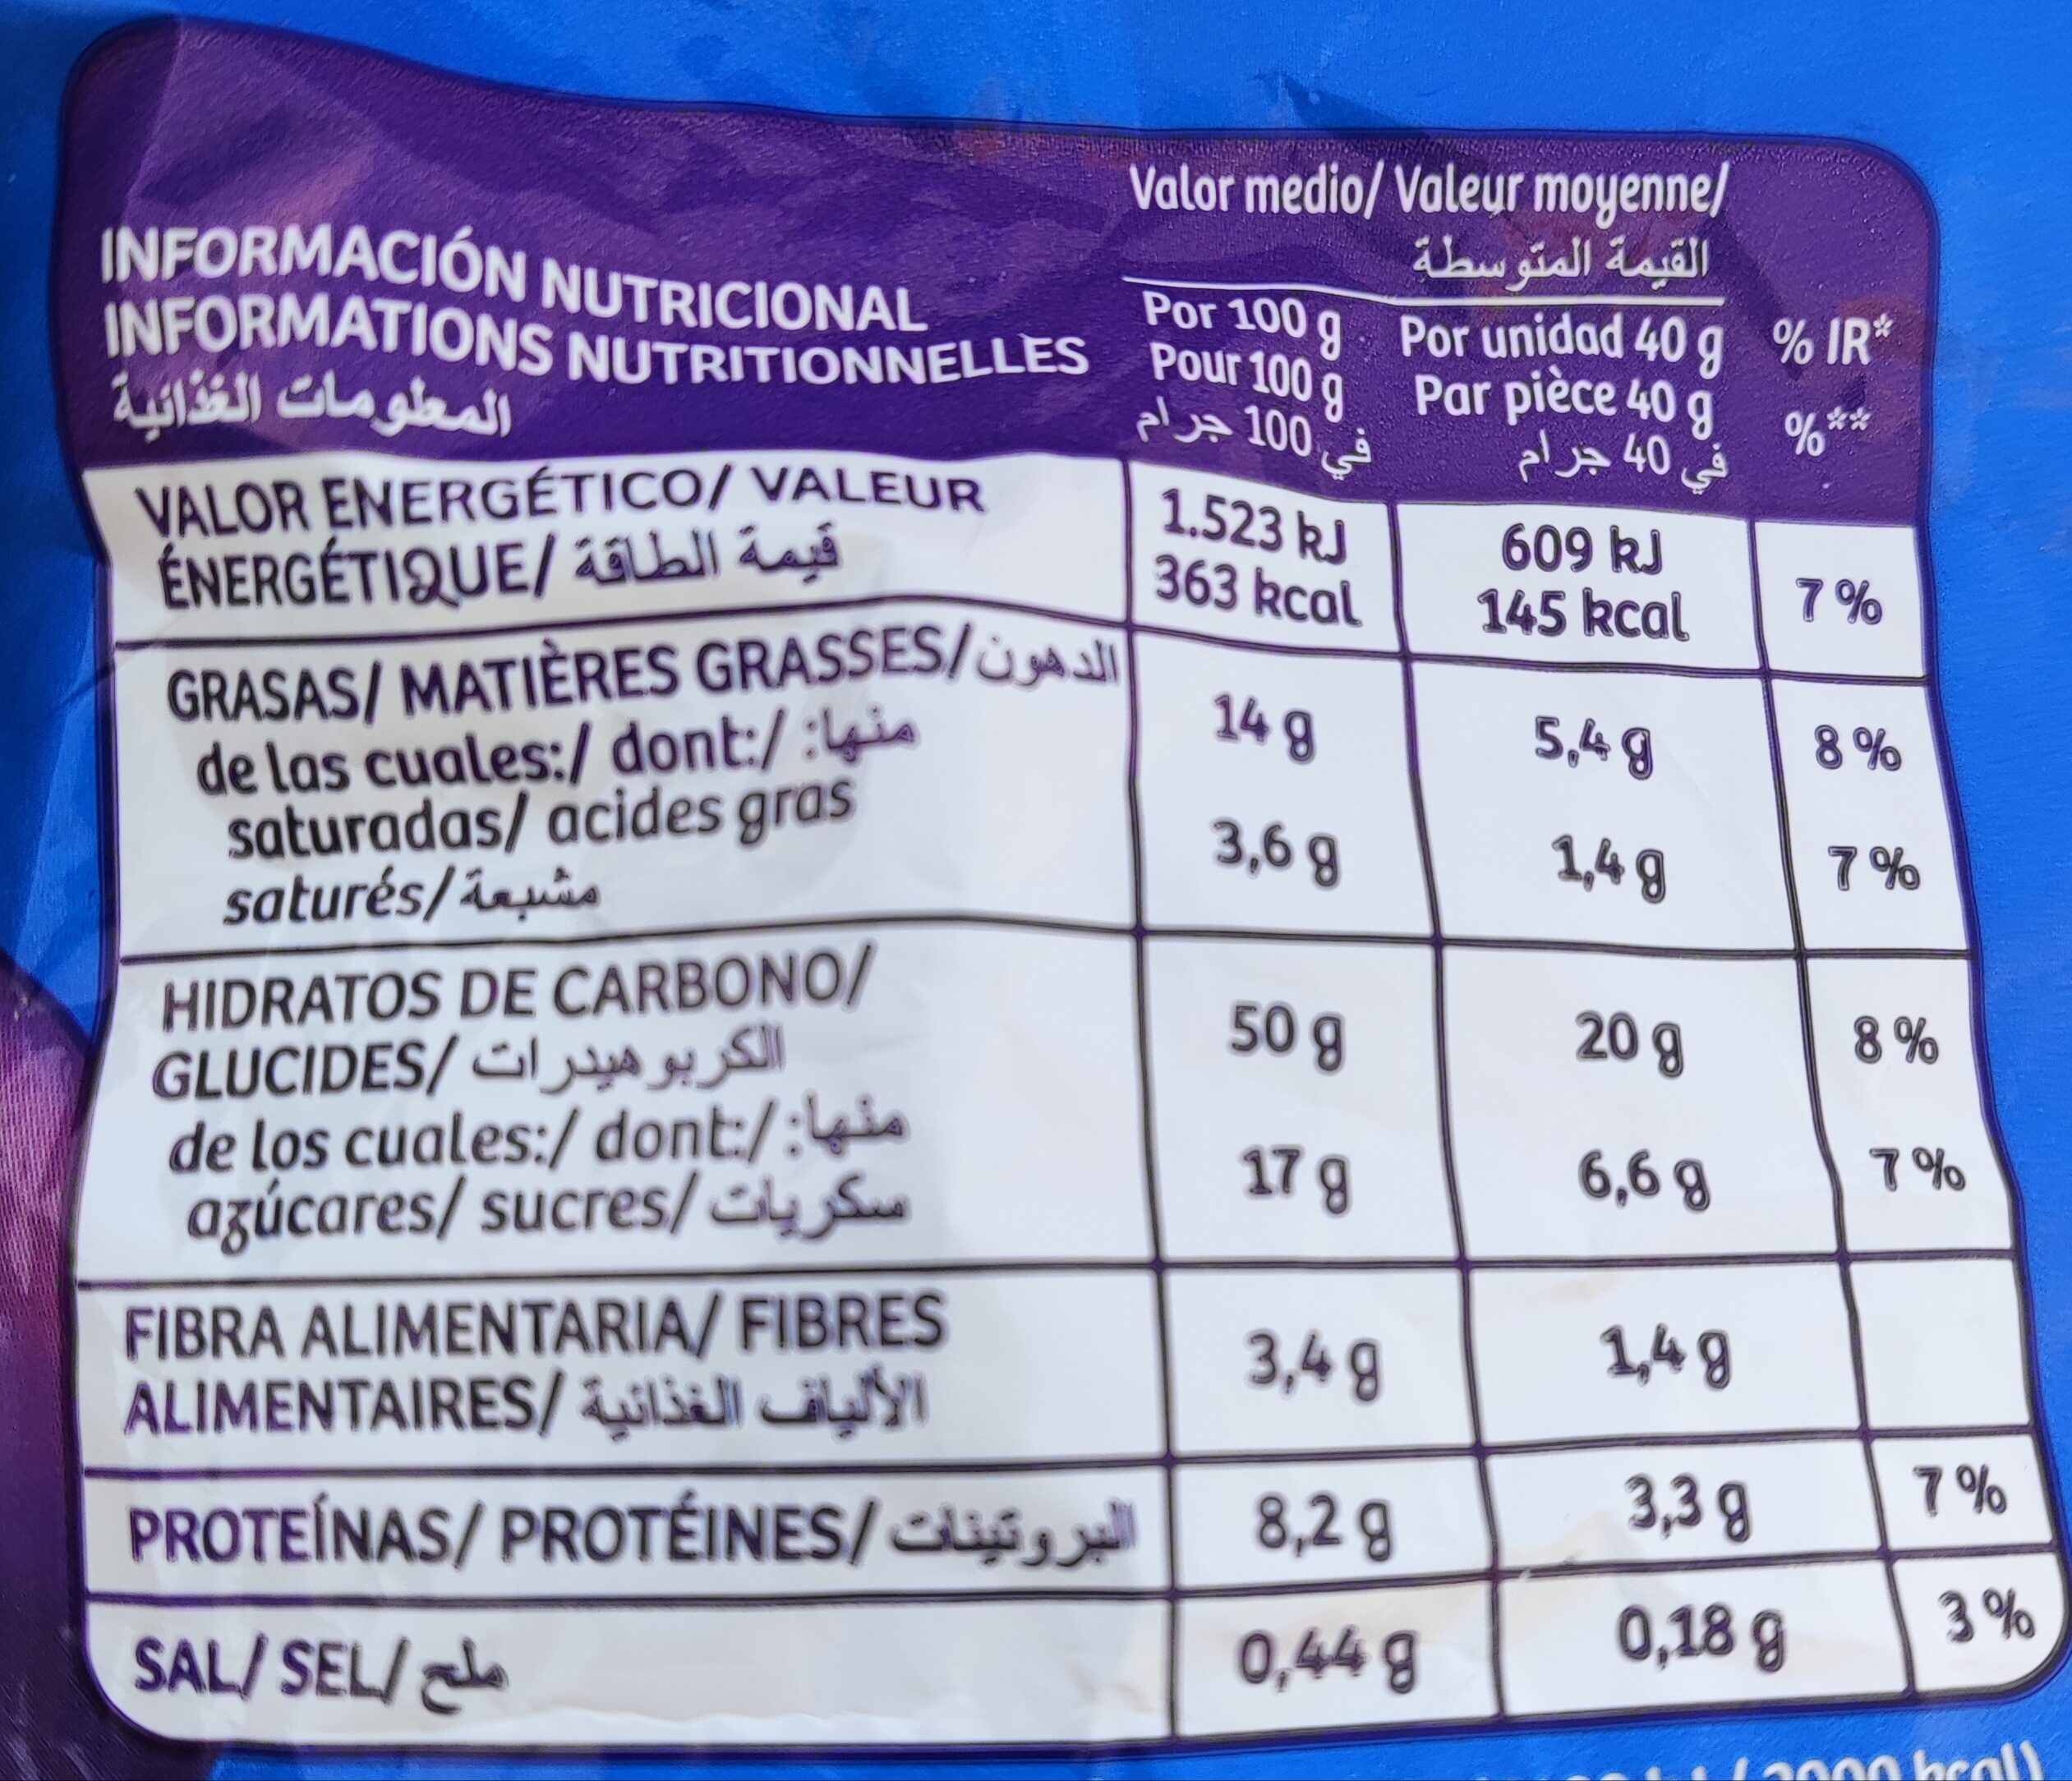 Valor medio/ Valeur moyenne/
القيمة المتوسطة
INFORMACIÓN NUTRICIONAL
INFORMATIONS NUTRITIONNELLES
المعلومات الغذائية
Por 100 g Por unidad 40 g % IR*
Pour 100 g Par pièce 40 g %**
في 100 جرام في 40 جرام
VALOR ENERGÉTICO/ VALEUR 1.523 kJ 609 kJ
ÉNERGÉTIQUE/ قيمة الطاقة 363 kcal 145 kcal 7 %
GRASAS/ MATIÈRES GRASSES/ الدهون 14 g 5,4 g 8 %
de las cuales:/ dont:/ منها:
saturadas/ acides gras 3,6 g 1,4 g 7 %
saturés/ مشبعة
HIDRATOS DE CARBONO/ 50 g 20 g 8 %
GLUCIDES/ الكربوهيدرات
de los cuales:/ dont:/ منها:
azúcares/ sucres/ سكريات 17 g 6,6 g 7 %
FIBRA ALIMENTARIA/ FIBRES 3,4 g 1,4 g
ALIMENTAIRES/ الألياف الغذائية
PROTEÍNAS/ PROTÉINES/ البروتينات 8,2 g 3,3 g 7 %
SAL/ SEL/ ملح 0,44 g 0,18 g 3 %